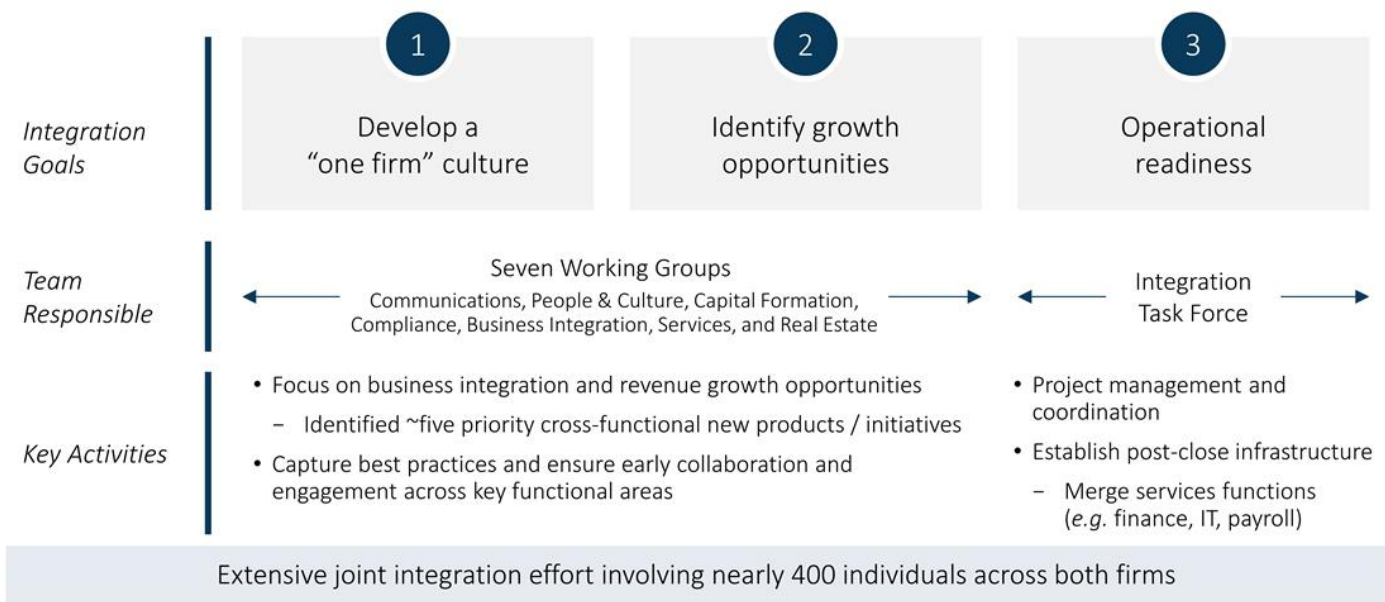 1
2
3
Integration
Goals
Develop a
“one firm” culture
Identify growth
opportunities
Operational
readiness
Team
Responsible
Seven Working Groups
Communications, People & Culture, Capital Formation,
Compliance, Business Integration, Services, and Real Estate
Integration
Task Force
Key Activities
• Focus on business integration and revenue growth opportunities
– Identified ~five priority cross-functional new products / initiatives
• Capture best practices and ensure early collaboration and
engagement across key functional areas
• Project management and
coordination
• Establish post-close infrastructure
– Merge services functions
(e.g. finance, IT, payroll)
Extensive joint integration effort involving nearly 400 individuals across both firms